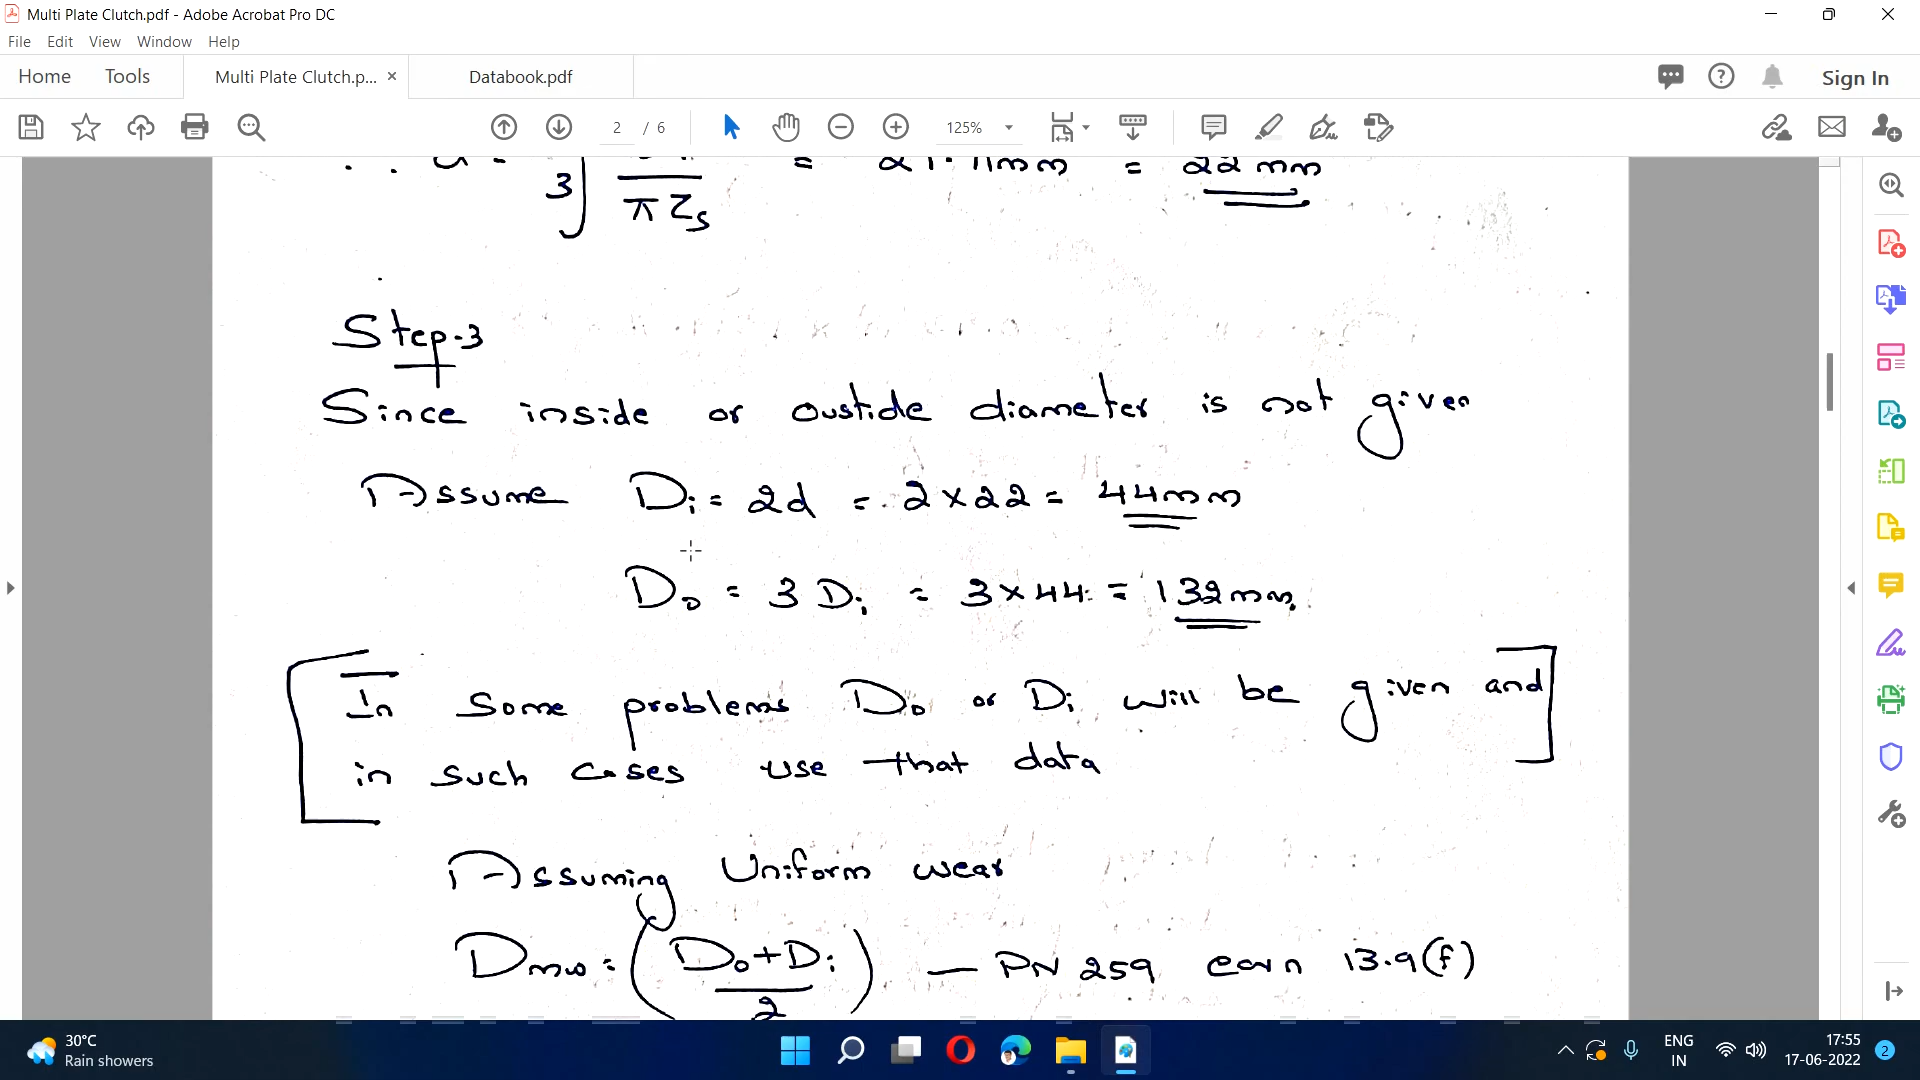 Multi Plate Clutch.pdf - Adobe Acrobat Pro DC
File Edit View Window Help
Home Tools Multi Plate Clutch.p... × Databook.pdf Sign In
2 / 6 125%
3 π τs = 21.11mm = 22 mm
Step-3
Since inside or oustide diameter is not given
Assume Di = 2d = 2×22 = 44mm
Do = 3 Di = 3×44 = 132mm
In some problems Do or Di will be given and
in such cases use that data
Assuming Uniform wear
Dmw = (Do+Di / 2) — PN 259 eqn 13.9(f)
30°C
Rain showers
ENG
IN
17:55
17-06-2022
2